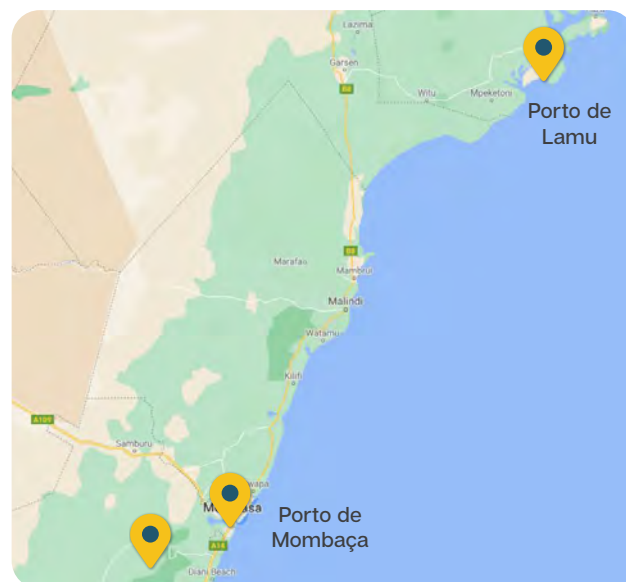 Lazima
Garsen
B8
Witu
Mpeketoni
Porto de
Lamu
Marafais
B8
Mambrui
Malindi
Watamu
Kilifi
A109
Samburu
Porto de
Mombaça
A14
Diani Beach